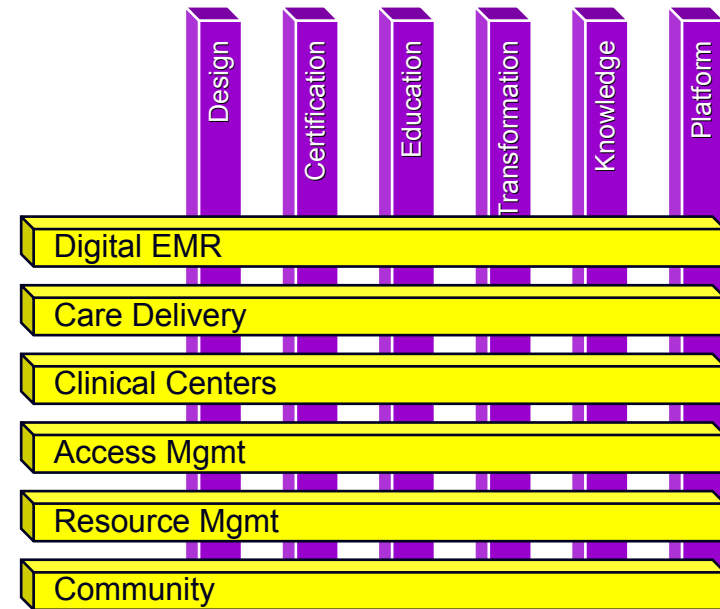 Design
Certification
Education
Transformation
Knowledge
Platform
Digital EMR
Care Delivery
Clinical Centers
Access Mgmt
Resource Mgmt
Community